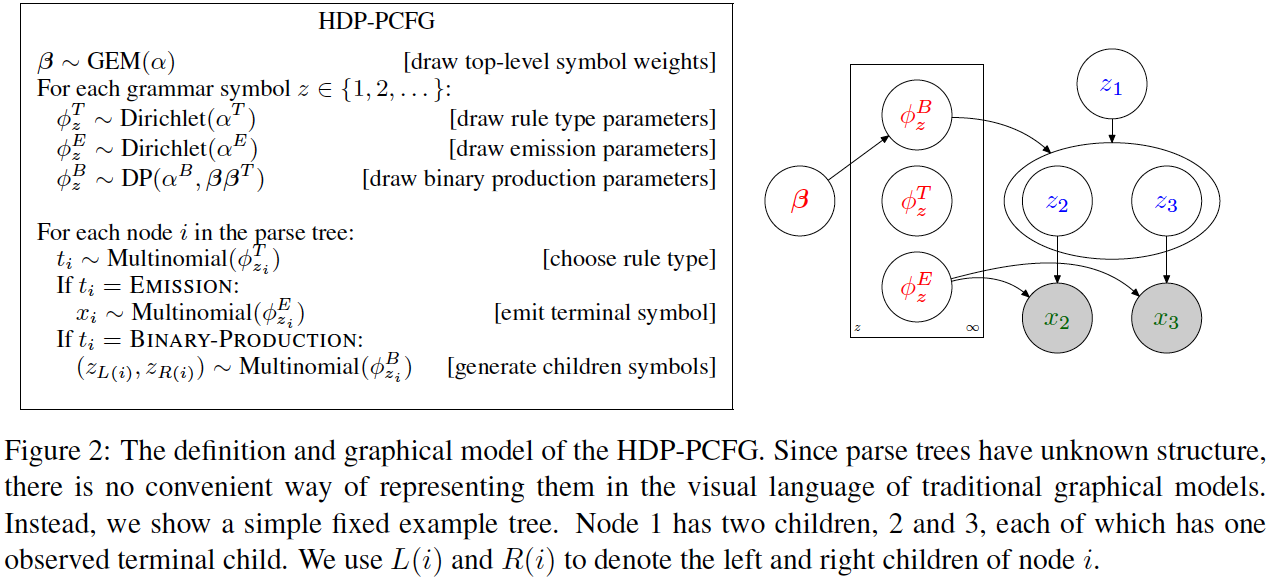 HDP-PCFG
β ∼ GEM(α) [draw top-level symbol weights]
For each grammar symbol z ∈ {1, 2, . . . }:
ϕ_z^T ∼ Dirichlet(α^T) [draw rule type parameters]
ϕ_z^E ∼ Dirichlet(α^E) [draw emission parameters]
ϕ_z^B ∼ DP(α^B, ββ^T) [draw binary production parameters]
For each node i in the parse tree:
t_i ∼ Multinomial(ϕ_{z_i}^T) [choose rule type]
If t_i = EMISSION:
x_i ∼ Multinomial(ϕ_{z_i}^E) [emit terminal symbol]
If t_i = BINARY-PRODUCTION:
(z_{L(i)}, z_{R(i)}) ∼ Multinomial(ϕ_{z_i}^B) [generate children symbols]
β
ϕ_z^B
ϕ_z^T
ϕ_z^E
z ∞
z_1
z_2 z_3
x_2 x_3
Figure 2: The definition and graphical model of the HDP-PCFG. Since parse trees have unknown structure,
there is no convenient way of representing them in the visual language of traditional graphical models.
Instead, we show a simple fixed example tree. Node 1 has two children, 2 and 3, each of which has one
observed terminal child. We use L(i) and R(i) to denote the left and right children of node i.